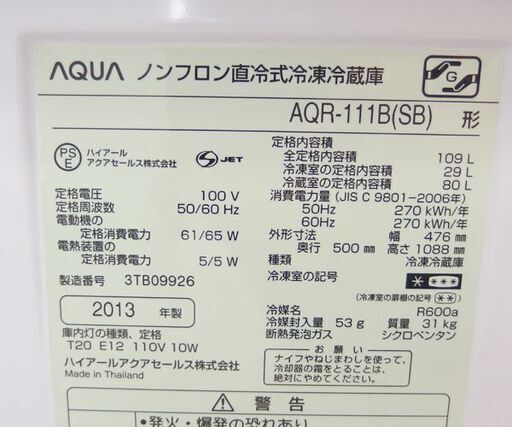 AQUA ノンフロン直冷式冷凍冷蔵庫
G
AQR-111B(SB) 形
PS E ハイアール
アクアセールス株式会社
S JET
定格電圧 100 V
定格周波数 50/60 Hz
電動機の
定格消費電力 61/65 W
電熱装置の
定格消費電力 5/5 W
製造番号 3TB09926
2013 年製
庫内灯の種類、定格
T20 E12 110V 10W
ハイアールアクアセールス株式会社
Made in Thailand
定格内容積
全定格内容積 109 L
冷凍室の定格内容積 29 L
冷蔵室の定格内容積 80 L
消費電力量 (JIS C 9801-2006年)
50Hz 270 kWh/年
60Hz 270 kWh/年
外形寸法 幅 476 mm
奥行 500 mm 高さ 1088 mm
種類 冷凍冷蔵庫
冷凍室の記号 * ***
(冷凍室の扉棚の記号 **)
冷媒名 R600a
冷媒封入量 53 g 質量 31 kg
断熱発泡ガス シクロペンタン
お願い
ナイフやねじまわしを使って、
冷却器の霜をとることは、
絶対にやめてください。
警告
•発火・爆発の恐れあり